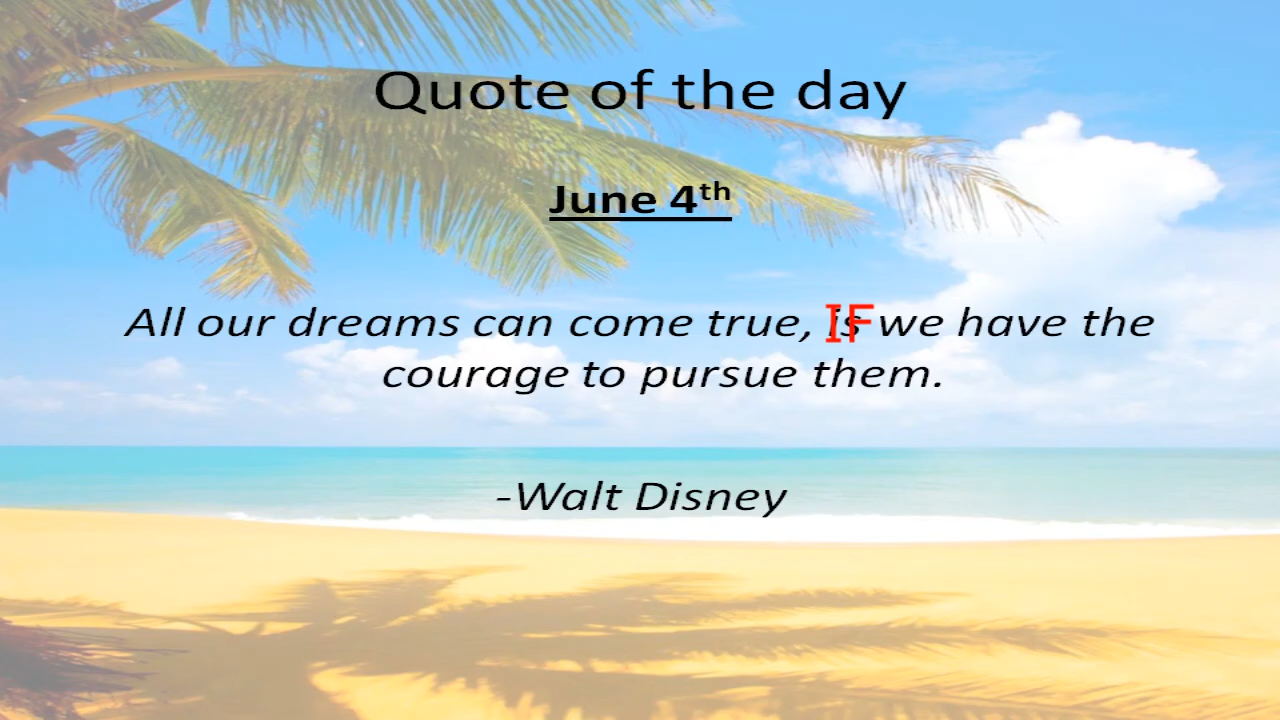 Quote of the day
June 4th
All our dreams can come true, IF we have the
courage to pursue them.
-Walt Disney